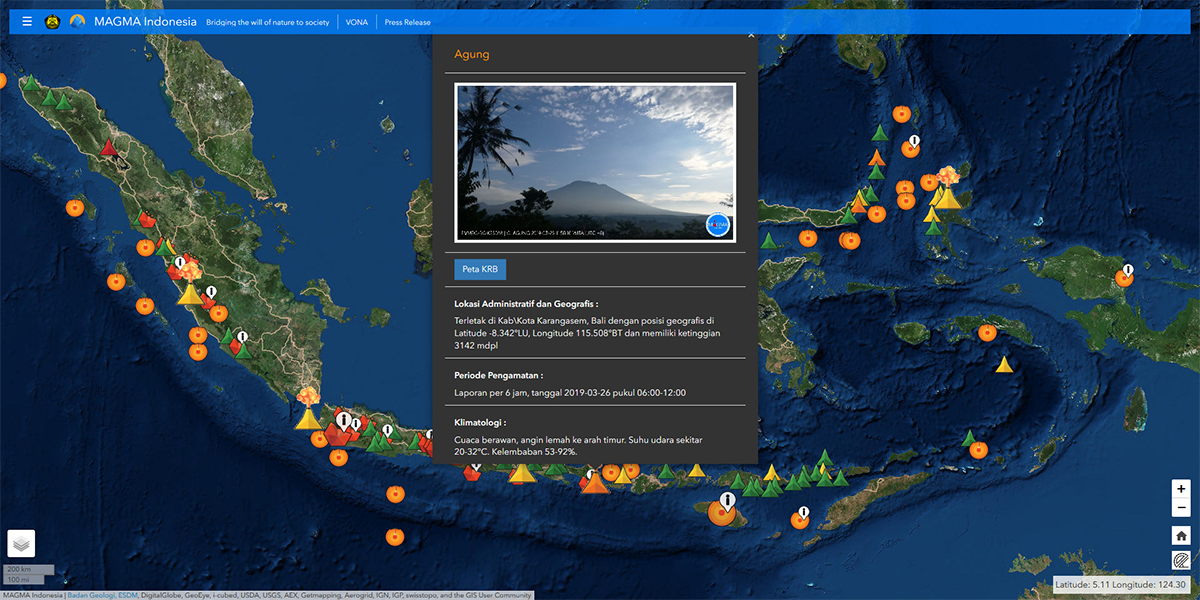 MAGMA Indonesia Bridging the will of nature to society VONA Press Release
Agung
Peta KRB
Lokasi Administratif dan Geografis :
Terletak di Kab\Kota Karangasem, Bali dengan posisi geografis di
Latitude -8.342°LU, Longitude 115.508°BT dan memiliki ketinggian
3142 mdpl
Periode Pengamatan :
Laporan per 6 jam, tanggal 2019-03-26 pukul 06:00-12:00
Klimatologi :
Cuaca berawan, angin lemah ke arah timur. Suhu udara sekitar
20-32°C. Kelembaban 53-92%.
200 km
100 mi
Latitude: 5.11 Longitude: 124.30
MAGMA Indonesia | Badan Geologi, ESDM, DigitalGlobe, GeoEye, i-cubed, USDA, USGS, AEX, Getmapping, Aerogrid, IGN, IGP, swisstopo, and the GIS User Community